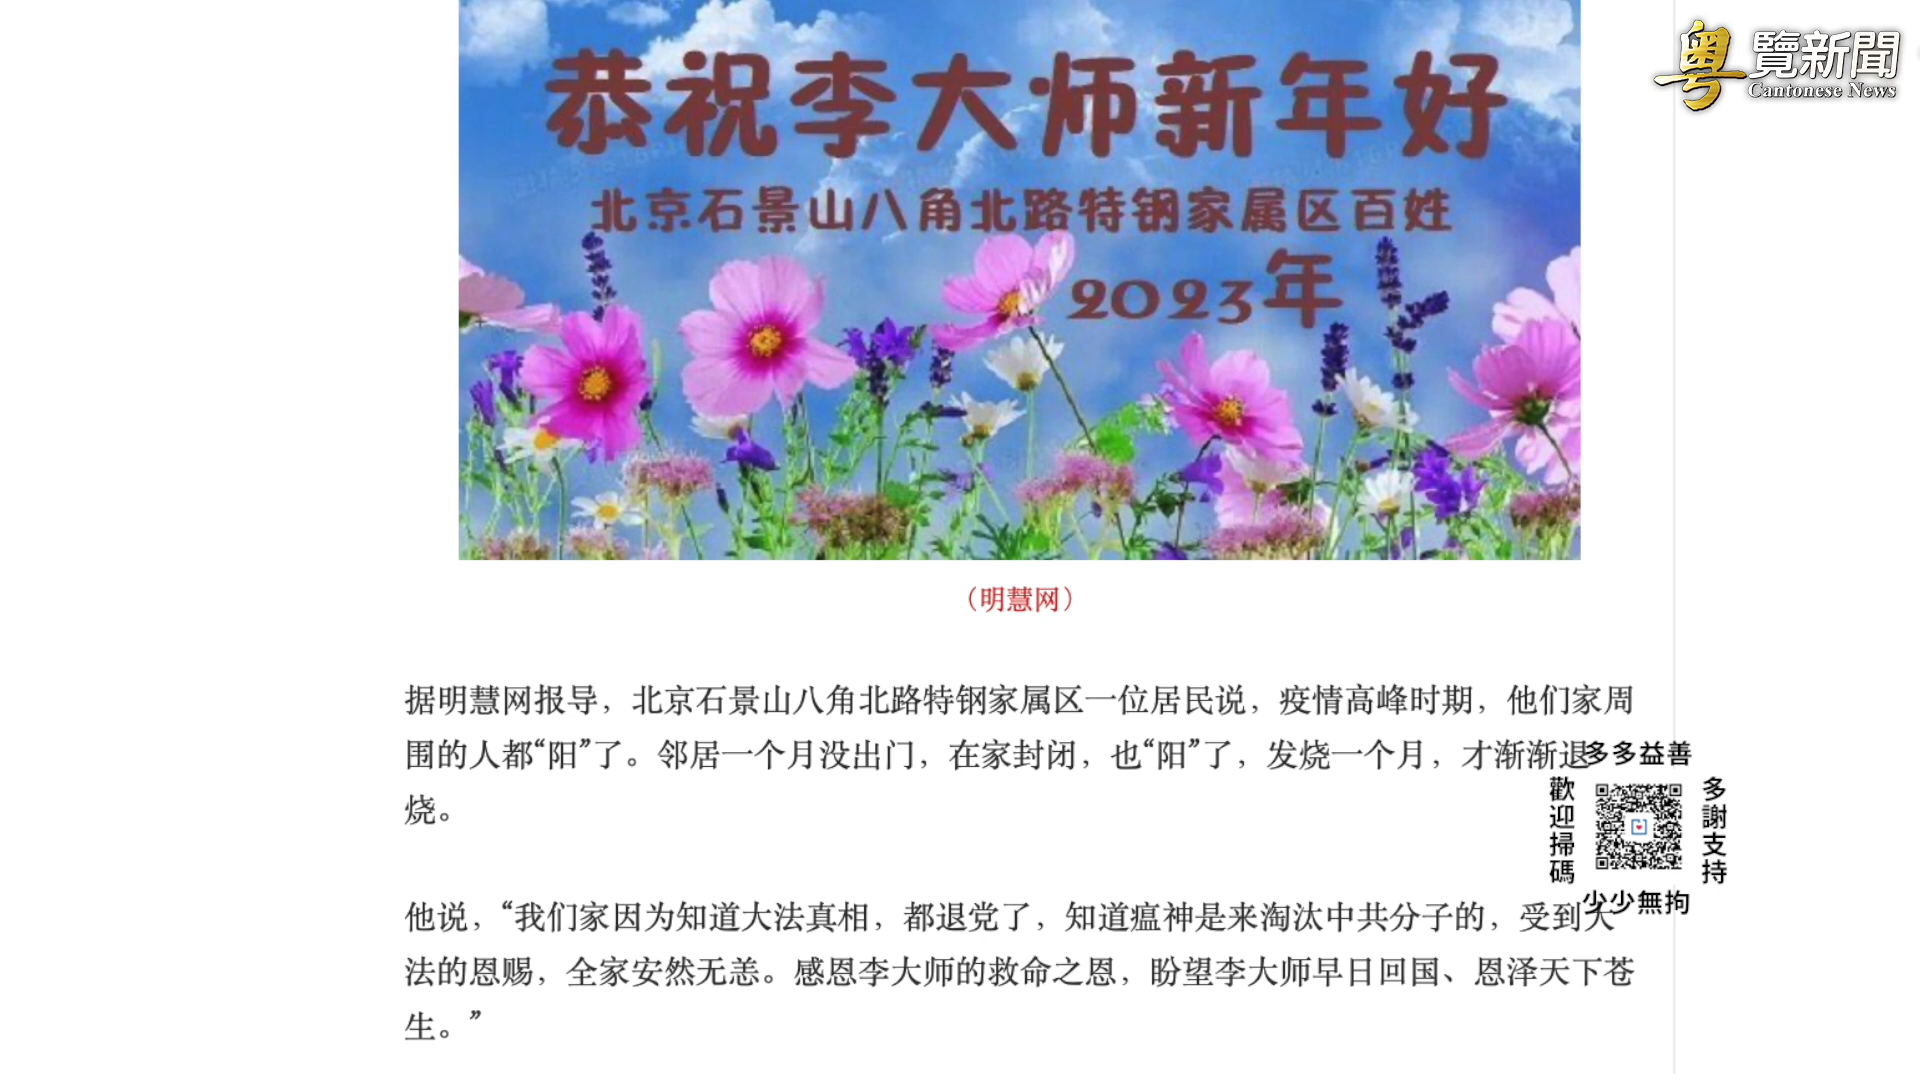 恭祝李大师新年好
北京石景山八角北路特钢家属区百姓
2023年
粤覽新聞
Cantonese News
（明慧网）
据明慧网报导，北京石景山八角北路特钢家属区一位居民说，疫情高峰时期，他们家周
围的人都“阳”了。邻居一个月没出门，在家封闭，也“阳”了，发烧一个月，才渐渐退
烧。
他说，“我们家因为知道大法真相，都退党了，知道瘟神是来淘汰中共分子的，受到大
法的恩赐，全家安然无恙。感恩李大师的救命之恩，盼望李大师早日回国、恩泽天下苍
生。”
多多益善
歡迎掃碼
多謝支持
少少無拘